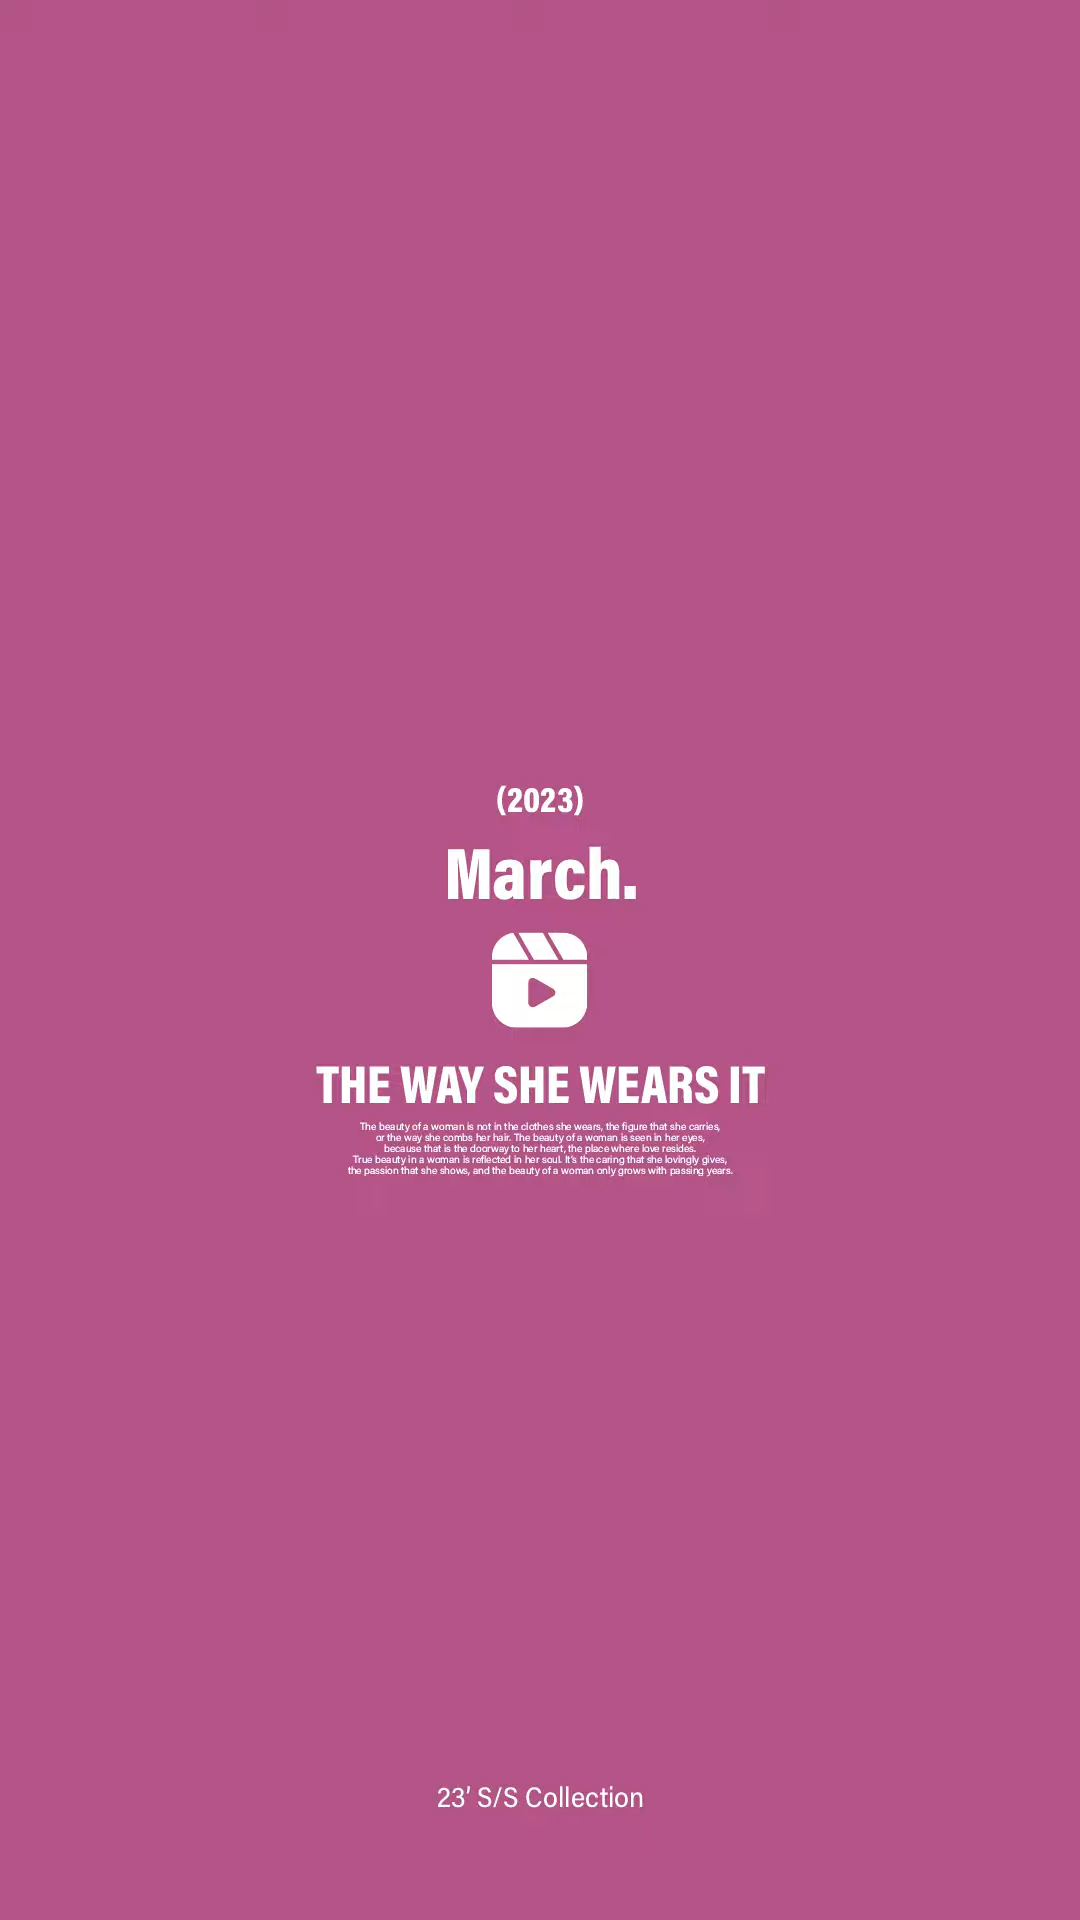 (2023)
March.
THE WAY SHE WEARS IT
The beauty of a woman is not in the clothes she wears, the figure that she carries,
or the way she combs her hair. The beauty of a woman is seen in her eyes,
because that is the doorway to her heart, the place where love resides.
True beauty in a woman is reflected in her soul. It's the caring that she lovingly gives,
the passion that she shows, and the beauty of a woman only grows with passing years.
23’ S/S Collection